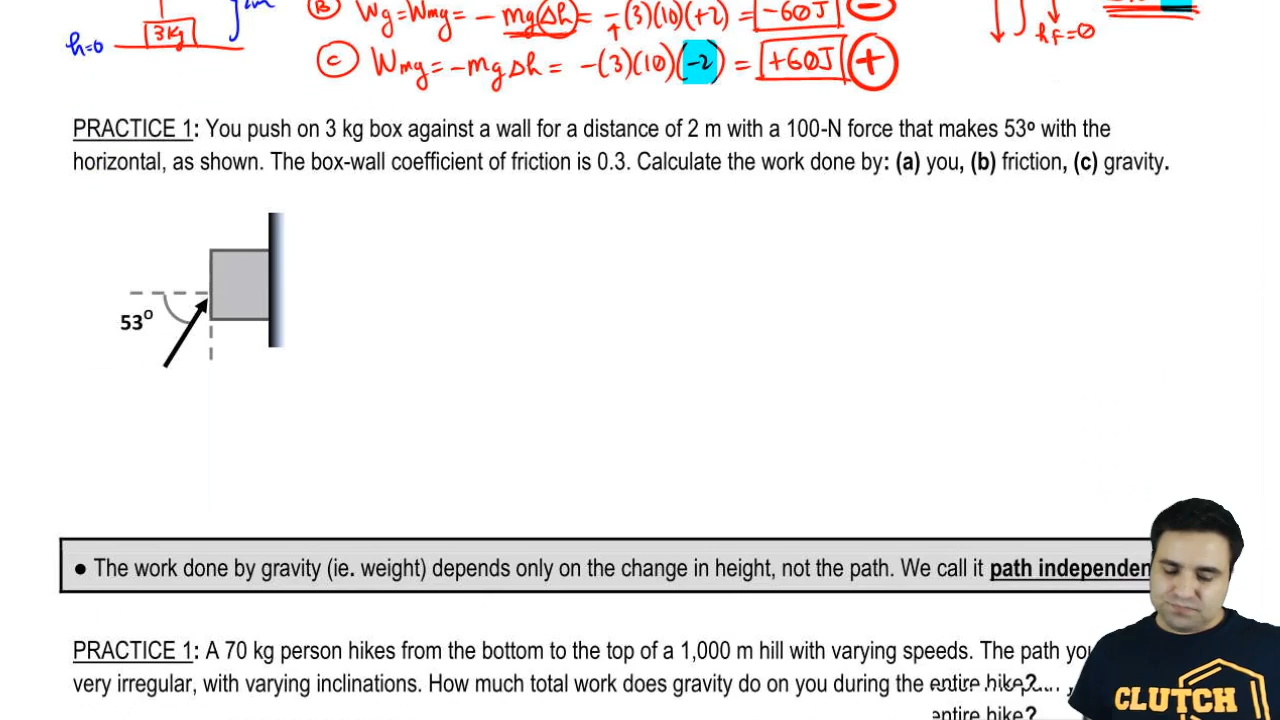 (B) Wg=Wmg= - mg(Δh)= -(3)(10)(+2) = -60J -
3kg
h=0
hf=0
(C) Wmg=-mgΔh= -(3)(10)(-2) = +60J +
PRACTICE 1: You push on 3 kg box against a wall for a distance of 2 m with a 100-N force that makes 53º with the
horizontal, as shown. The box-wall coefficient of friction is 0.3. Calculate the work done by: (a) you, (b) friction, (c) gravity.
53º
● The work done by gravity (ie. weight) depends only on the change in height, not the path. We call it path independen
PRACTICE 1: A 70 kg person hikes from the bottom to the top of a 1,000 m hill with varying speeds. The path you
very irregular, with varying inclinations. How much total work does gravity do on you during the entire hike?
entire hike?
CLUTCH